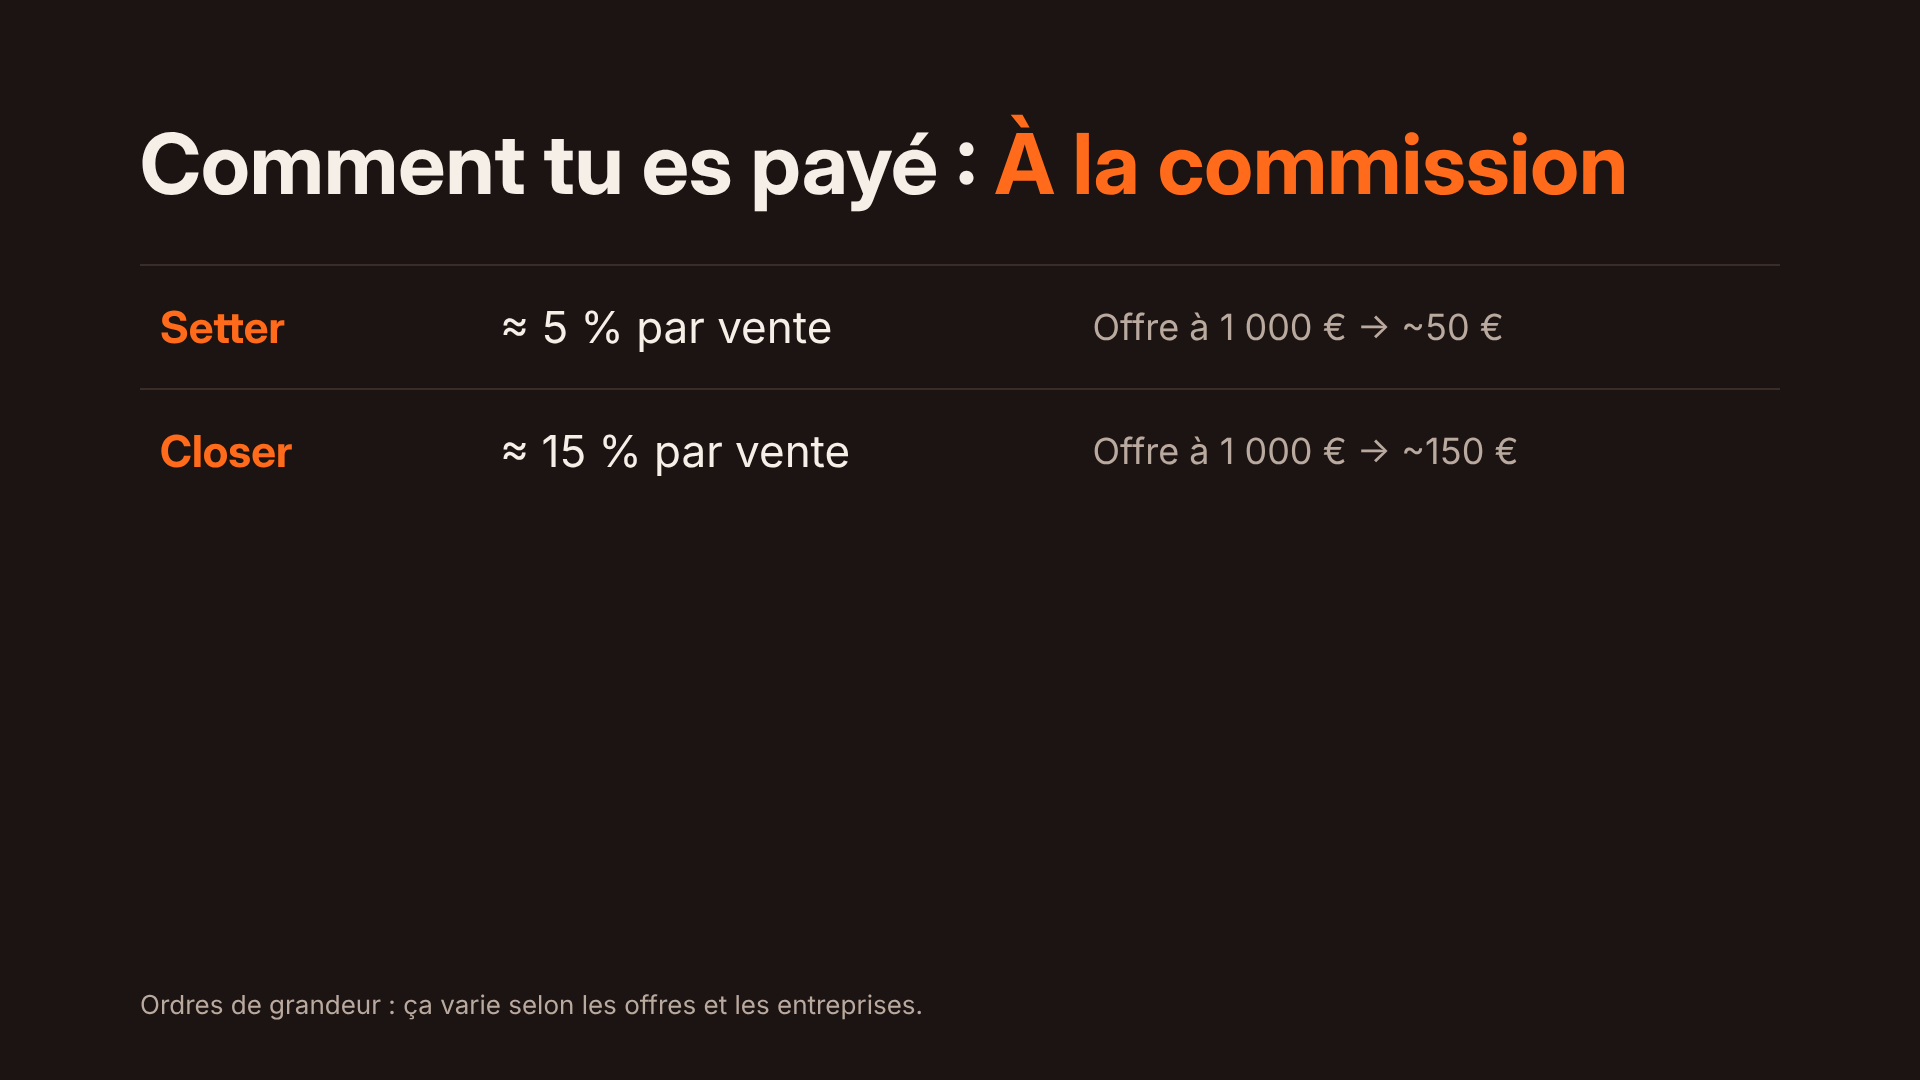 Comment tu es payé : À la commission
Setter ≈ 5 % par vente Offre à 1 000 € → ~50 €
Closer ≈ 15 % par vente Offre à 1 000 € → ~150 €
Ordres de grandeur : ça varie selon les offres et les entreprises.